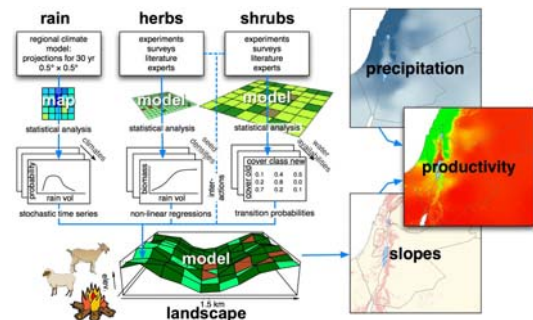 rain
herbs
shrubs
regional climate
model:
projections for 30 yr
0.5° × 0.5°
experiments
surveys
literature
experts
experiments
surveys
literature
experts
map
model
model
statistical analysis
statistical analysis
statistical analysis
climates
seed
densities
water
availabilities
probability
rain vol
biomass
rain vol
inter-
actions
cover class new
cover old
0.1 0.4 0.5
0.2 0.8 0.0
0.7 0.2 0.1
stochastic time series
non-linear regressions
transition probabilities
model
elev
1.5 km
landscape
precipitation
productivity
slopes